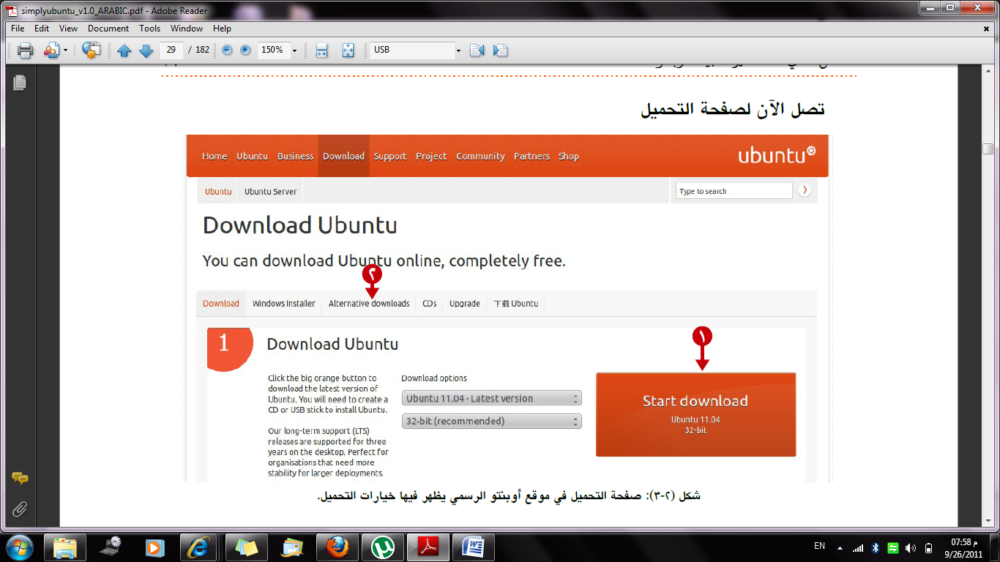 simplyubuntu_v1.0_ARABIC.pdf - Adobe Reader
File Edit View Document Tools Window Help
29 / 182 150% USB
تصل الآن لصفحة التحميل
Home Ubuntu Business Download Support Project Community Partners Shop ubuntu
Ubuntu Ubuntu Server Type to search
Download Ubuntu
You can download Ubuntu online, completely free.
٢
Download Windows Installer Alternative downloads CDs Upgrade 下载 Ubuntu
١
1 Download Ubuntu
Click the big orange button to
download the latest version of
Ubuntu. You will need to create a
CD or USB stick to install Ubuntu.
Our long-term support (LTS)
releases are supported for three
years on the desktop. Perfect for
organisations that need more
stability for larger deployments.
Download options
Ubuntu 11.04 - Latest version
32-bit (recommended)
Start download
Ubuntu 11.04
32-bit
شكل (٢-٣): صفحة التحميل في موقع أوبنتو الرسمي يظهر فيها خيارات التحميل.
EN
07:58 م
9/26/2011